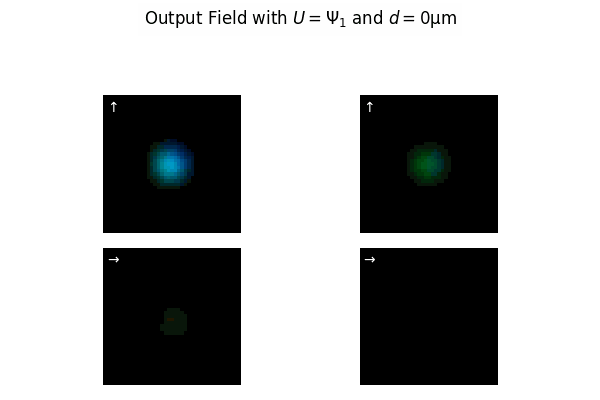 Output Field with U = Ψ₁ and d = 0μm
↑ ↑
→ →